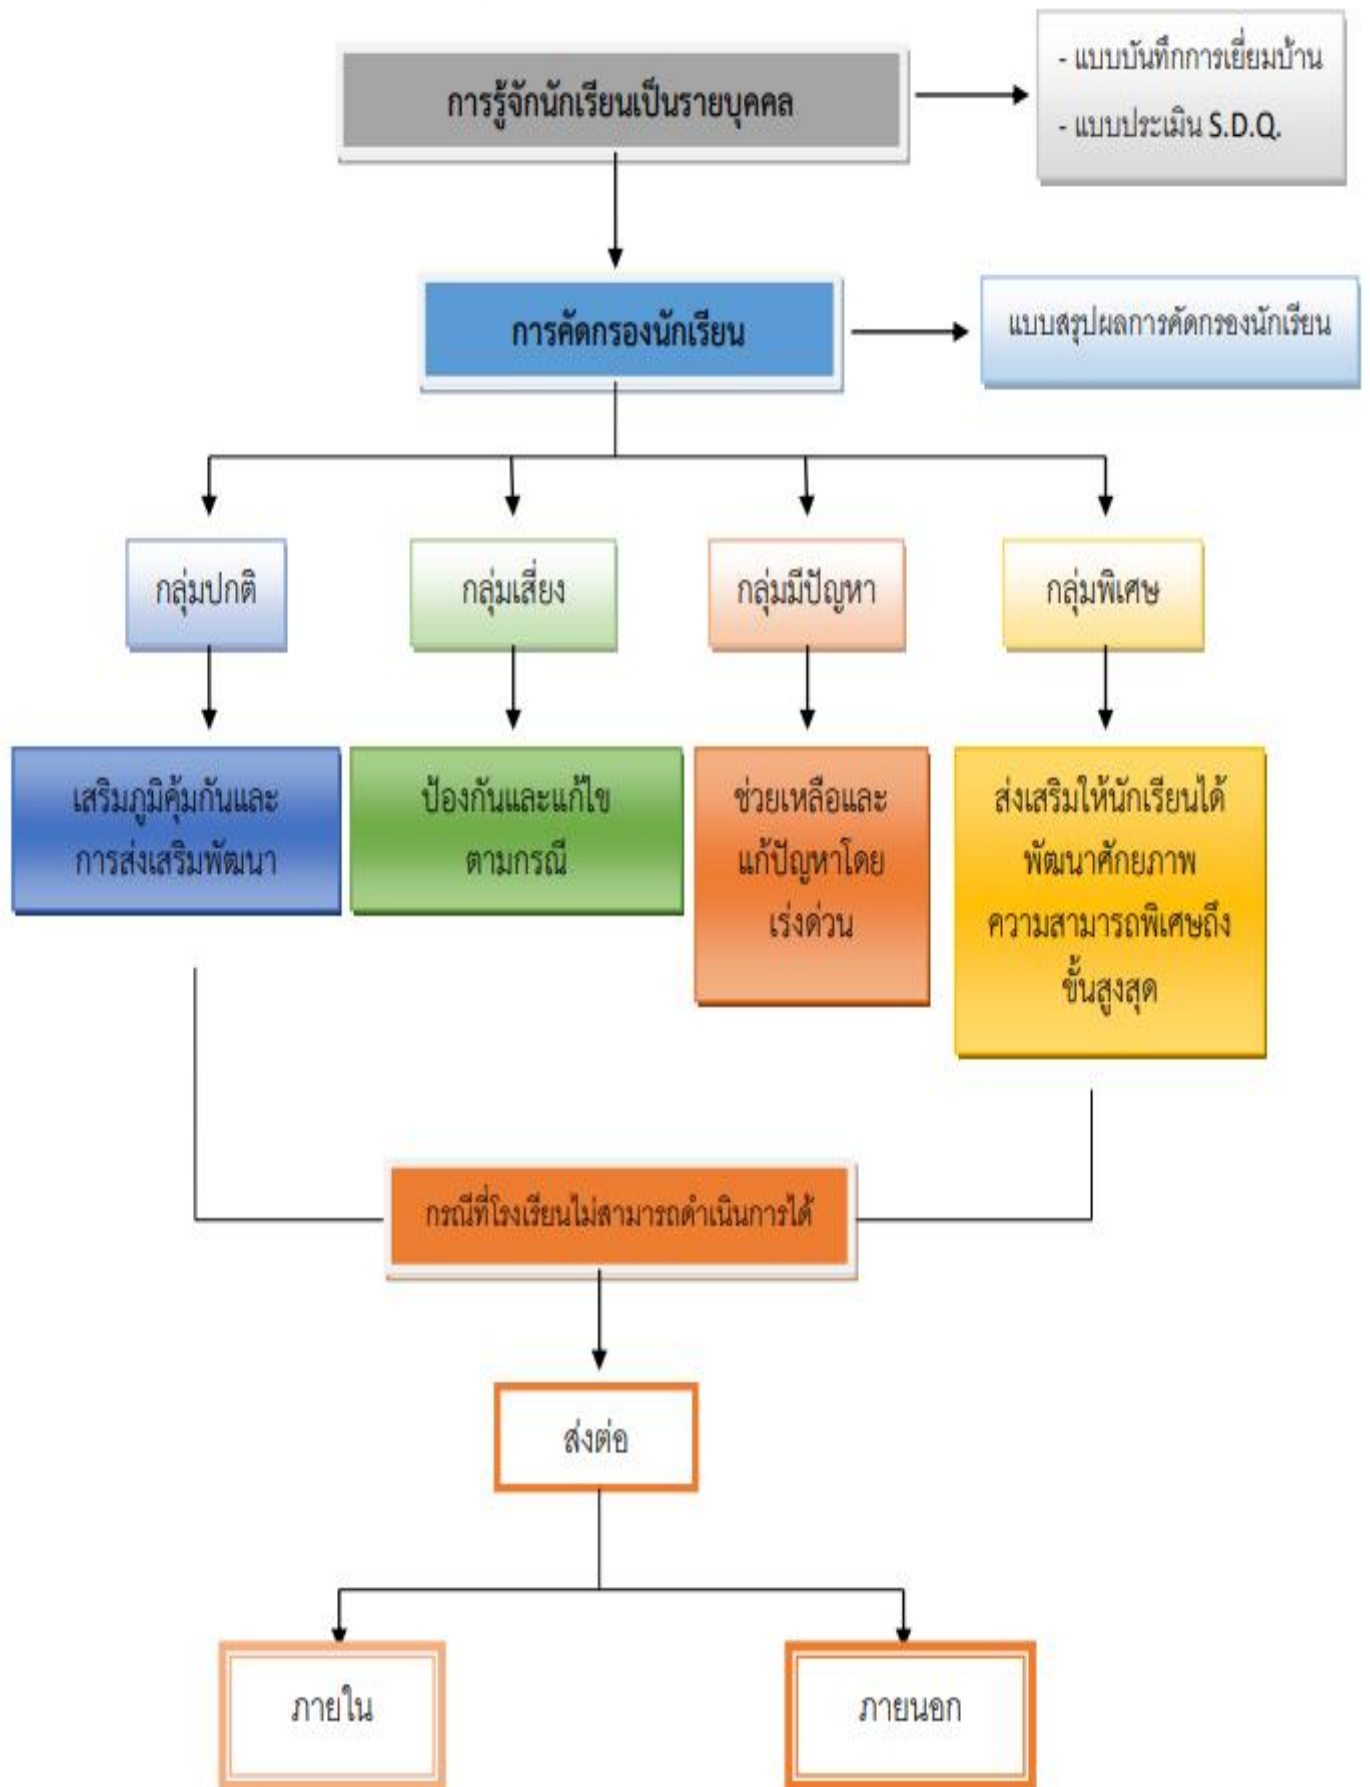 การรู้จักนักเรียนเป็นรายบุคคล
- แบบบันทึกการเยี่ยมบ้าน
- แบบประเมิน S.D.Q.
การคัดกรองนักเรียน
แบบสรุปผลการคัดกรองนักเรียน
กลุ่มปกติ
กลุ่มเสี่ยง
กลุ่มมีปัญหา
กลุ่มพิเศษ
เสริมภูมิคุ้มกันและ
การส่งเสริมพัฒนา
ป้องกันและแก้ไข
ตามกรณี
ช่วยเหลือและ
แก้ปัญหาโดย
เร่งด่วน
ส่งเสริมให้นักเรียนได้
พัฒนาศักยภาพ
ความสามารถพิเศษถึง
ขั้นสูงสุด
กรณีที่โรงเรียนไม่สามารถดำเนินการได้
ส่งต่อ
ภายใน
ภายนอก